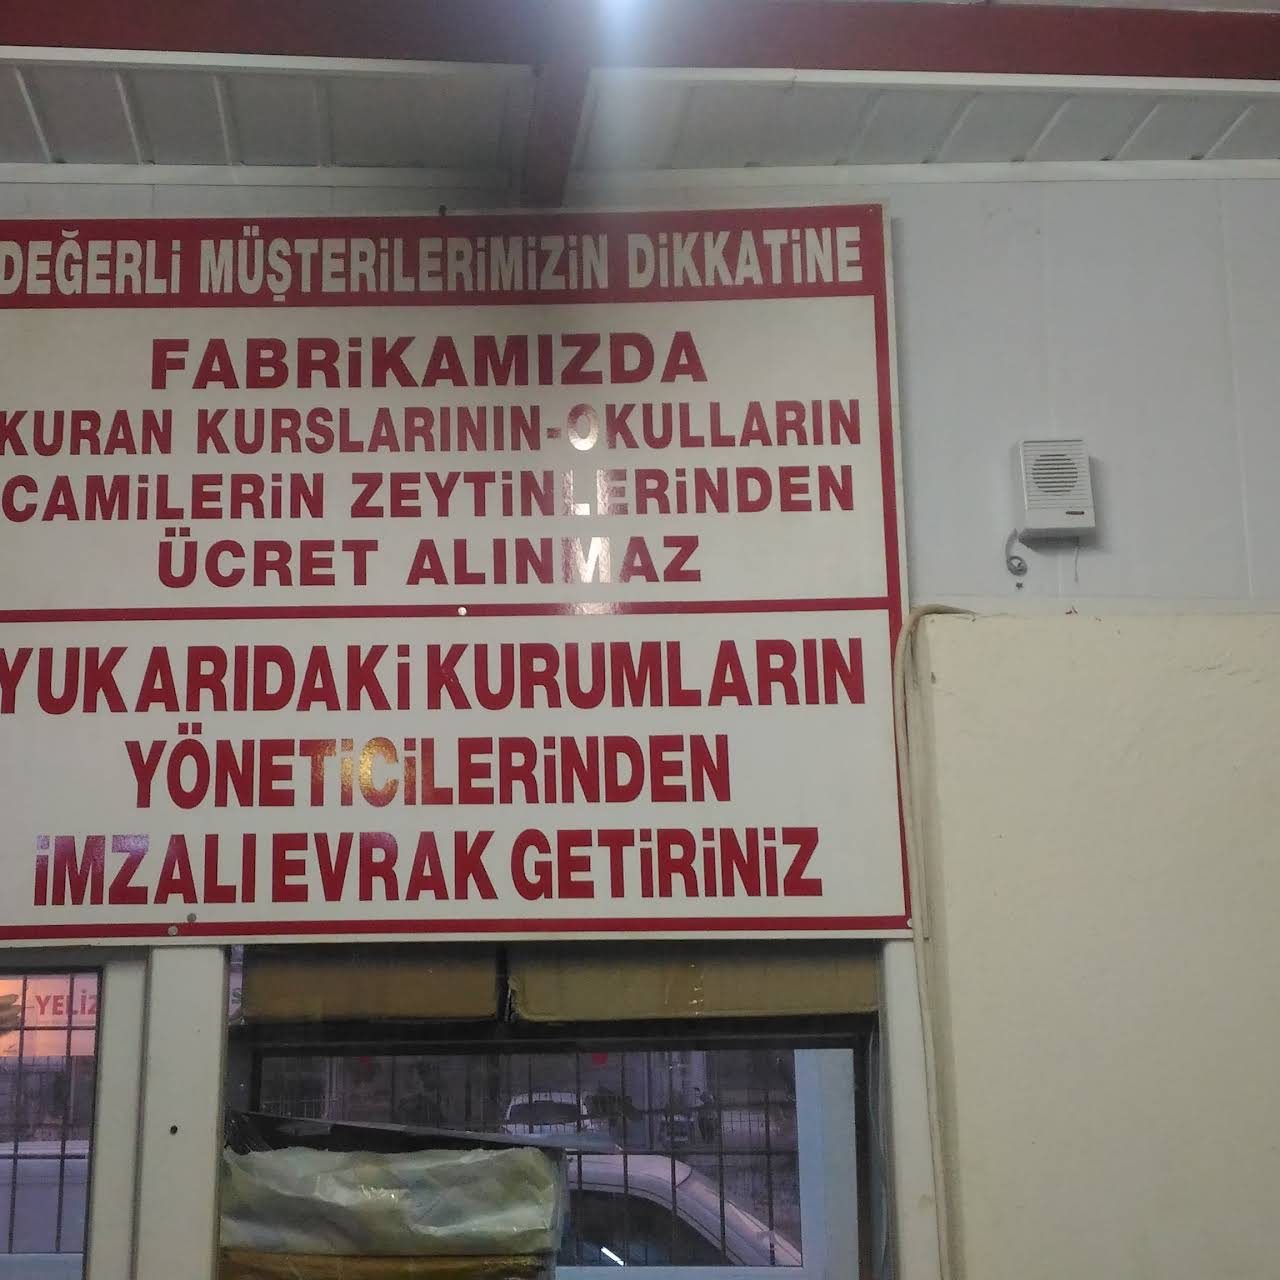 DEĞERLİ MÜŞTERİLERİMİZİN DİKKATİNE
FABRİKAMIZDA
KURAN KURSLARININ-OKULLARIN
CAMİLERİN ZEYTİNLERİNDEN
ÜCRET ALINMAZ
YUKARIDAKİ KURUMLARIN
YÖNETİCİLERİNDEN
İMZALI EVRAK GETİRİNİZ
YELİZ